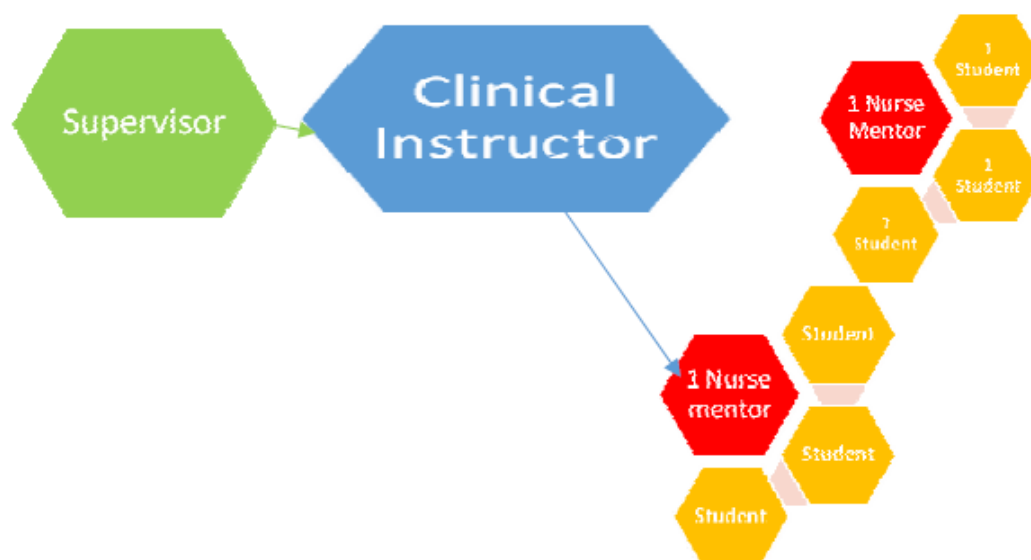 Supervisor
Clinical
Instructor
1 Nurse
Mentor
1
Student
1
Student
Student
1 Nurse
mentor
Student
Student
Student